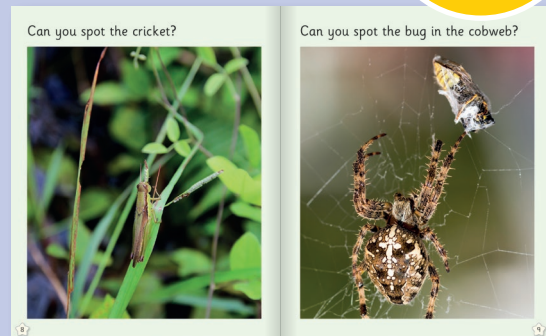 Can you spot the cricket?
Can you spot the bug in the cobweb?
8
9